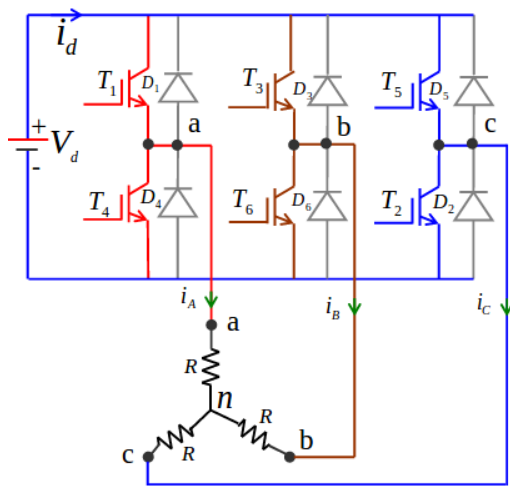 i_d
T_1 D_1 T_3 D_3 T_5 D_5
a b c
+
V_d
-
T_4 D_4 T_6 D_6 T_2 D_2
i_A i_B i_C
a
R
n
R
c R b